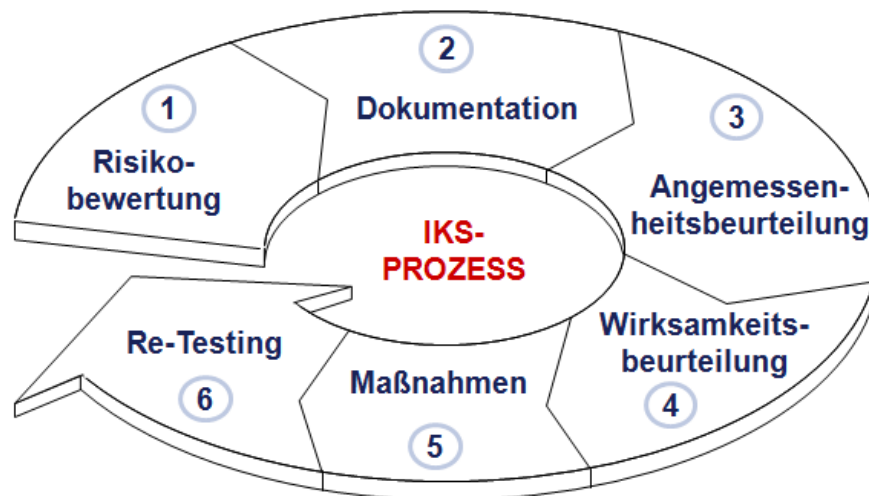 1
Risiko-
bewertung
2
Dokumentation
3
Angemessen-
heitsbeurteilung
IKS-
PROZESS
Wirksamkeits-
beurteilung
4
Maßnahmen
5
Re-Testing
6